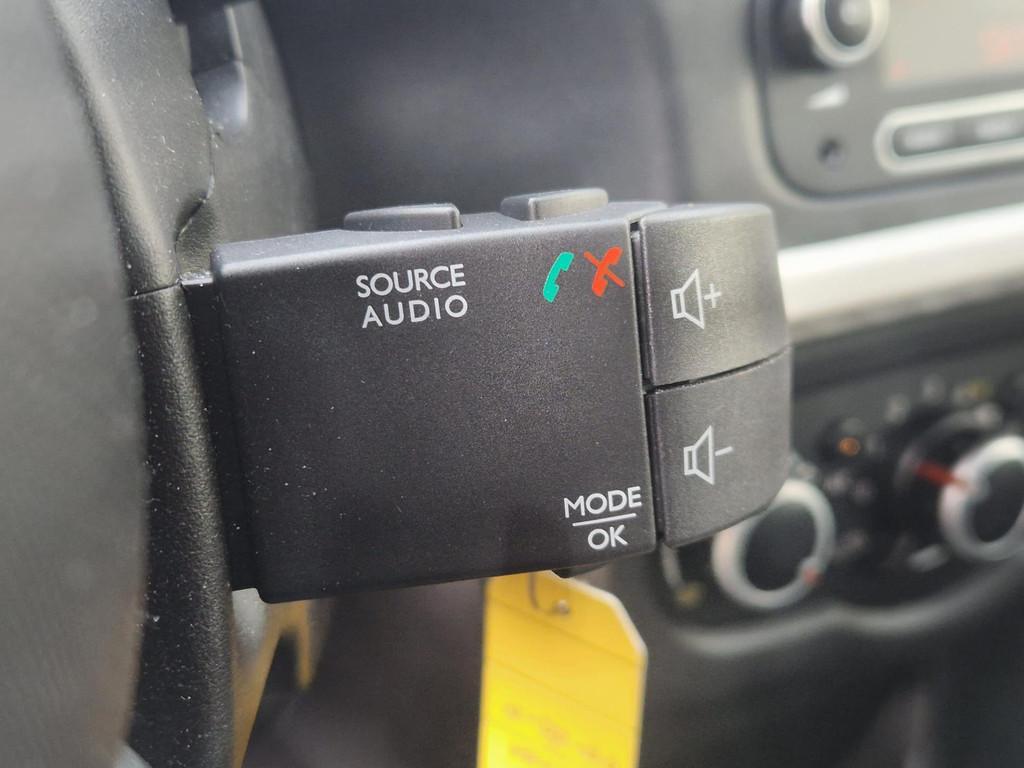 SOURCE
AUDIO
+
-
MODE
OK